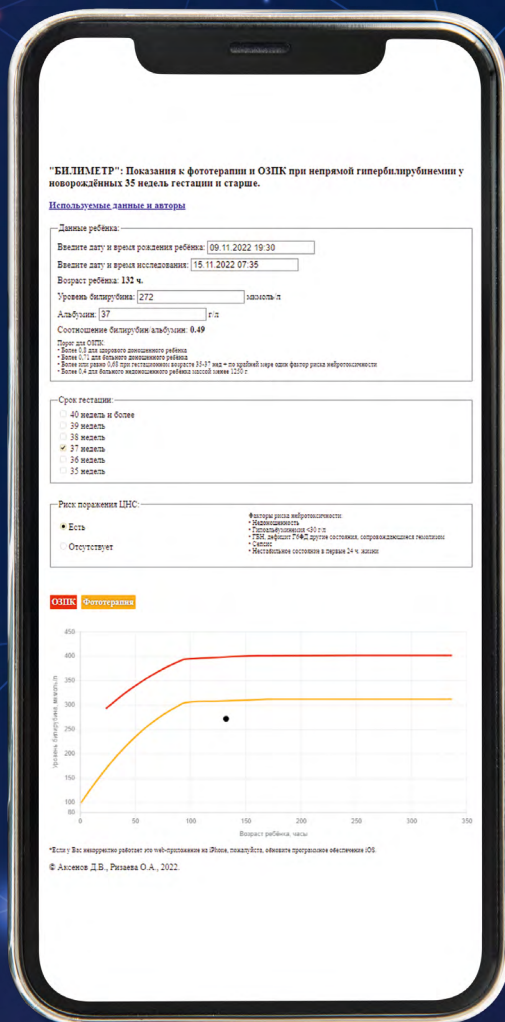 "БИЛИМЕТР": Показания к фототерапии и ОЗПК при непрямой гипербилирубинемии у
новорождённых 35 недель гестации и старше.
Используемые данные и авторы
Данные ребёнка:
Введите дату и время рождения ребёнка: 09.11.2022 19:30
Введите дату и время исследования: 15.11.2022 07:35
Возраст ребёнка: 132 ч.
Уровень билирубина: 272 мкмоль/л
Альбумин: 37 г/л
Соотношение билирубин/альбумин: 0.49
Порог для ОЗПК:
• Более 0,8 для здорового доношенного ребёнка
• Более 0,72 для больного доношенного ребёнка
• Более или равно 0,68 при гестационном возрасте 35-37 нед + по крайней мере один фактор риска нейротоксичности
• Более 0,4 для больного недоношенного ребёнка массой менее 1250 г
Срок гестации:
40 недель и более
39 недель
38 недель
37 недель
36 недель
35 недель
Риск поражения ЦНС:
Есть
Отсутствует
Факторы риска нейротоксичности:
• Недоношенность
• Гипоальбуминемия <30 г/л
• ГБН, дефицит Г6ФД, другие состояния, сопровождающиеся гемолизом
• Сепсис
• Нестабильное состояние в первые 24 ч. жизни
ОЗПК Фототерапия
450
400
350
300
250
200
150
100
80
0 50 100 150 200 250 300 350
Уровень билирубина, мкмоль/л
Возраст ребёнка, часы
*Если у Вас некорректно работает это web-приложение на iPhone, пожалуйста, обновите программное обеспечение iOS.
© Аксенов Д.В., Ризаева О.А., 2022.